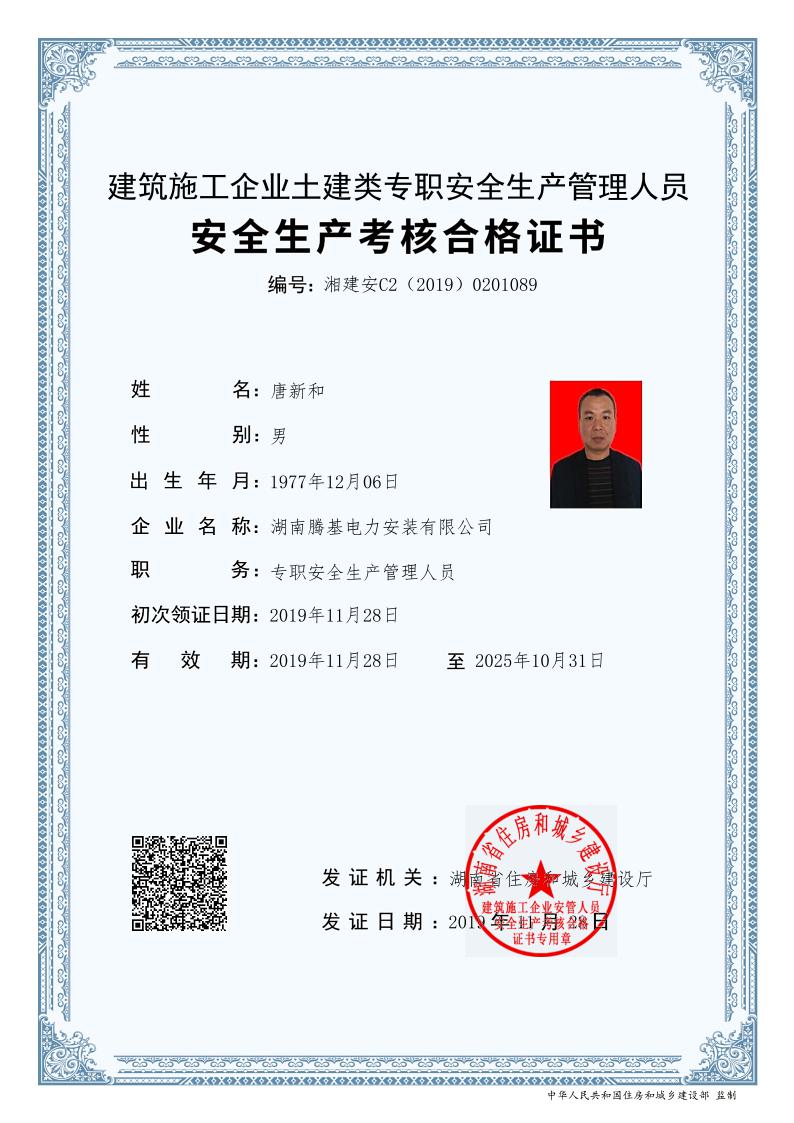 建筑施工企业土建类专职安全生产管理人员
安全生产考核合格证书
编号：湘建安C2（2019）0201089
姓名：唐新和
性别：男
出生年月：1977年12月06日
企业名称：湖南腾基电力安装有限公司
职务：专职安全生产管理人员
初次领证日期：2019年11月28日
有效期：2019年11月28日 至 2025年10月31日
湖南省住房和城乡建设厅
发证机关：湖南省住房和城乡建设厅
建筑施工企业安管人员
发证日期：2019年11月28日
安全生产考核合格
证书专用章
中华人民共和国住房和城乡建设部 监制